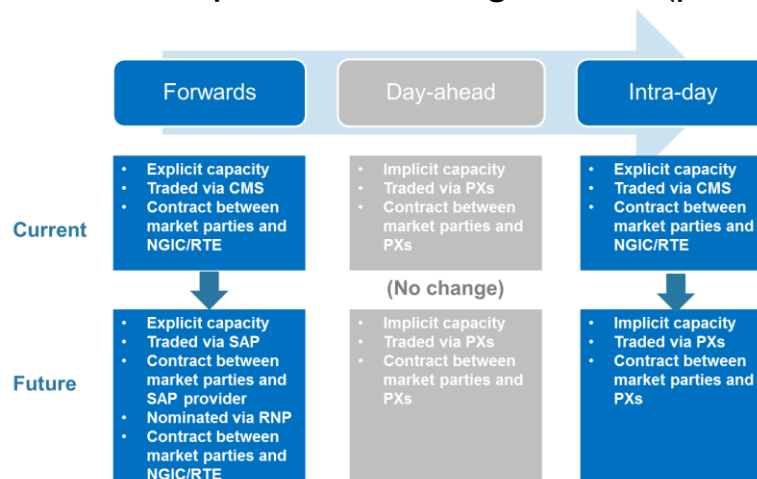 Forwards
Day-ahead
Intra-day
Current
• Explicit capacity
• Traded via CMS
• Contract between
market parties and
NGIC/RTE
• Implicit capacity
• Traded via PXs
• Contract between
market parties and
PXs
• Explicit capacity
• Traded via CMS
• Contract between
market parties and
NGIC/RTE
(No change)
Future
• Explicit capacity
• Traded via SAP
• Contract between
market parties and
SAP provider
• Nominated via RNP
• Contract between
market parties and
NGIC/RTE
• Implicit capacity
• Traded via PXs
• Contract between
market parties and
PXs
• Implicit capacity
• Traded via PXs
• Contract between
market parties and
PXs